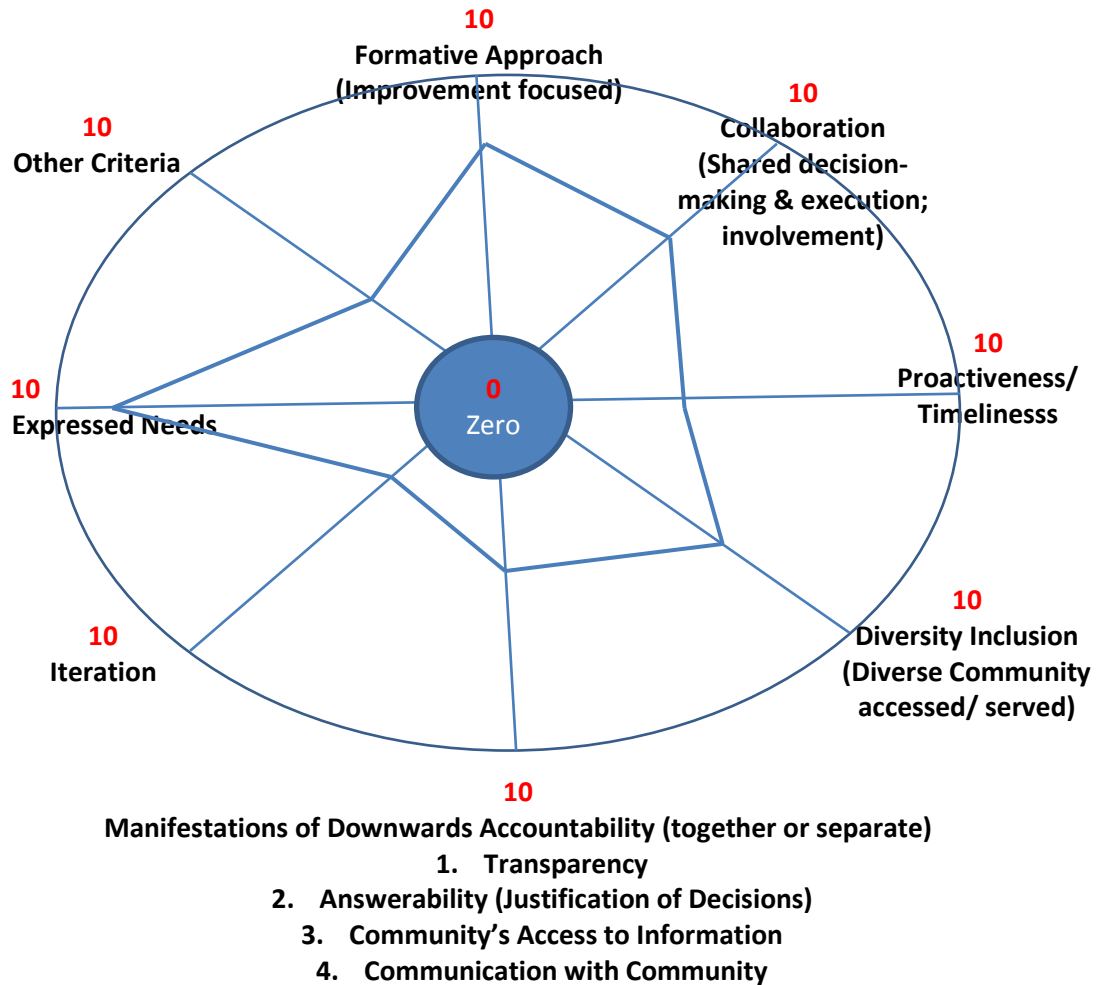 10
Formative Approach
(Improvement focused)
10
Collaboration
(Shared decision-
making & execution;
involvement)
10
Other Criteria
10
Proactiveness/
Timelinesss
10
Expressed Needs
0
Zero
10
Diversity Inclusion
(Diverse Community
accessed/ served)
10
Iteration
10
Manifestations of Downwards Accountability (together or separate)
1. Transparency
2. Answerability (Justification of Decisions)
3. Community’s Access to Information
4. Communication with Community